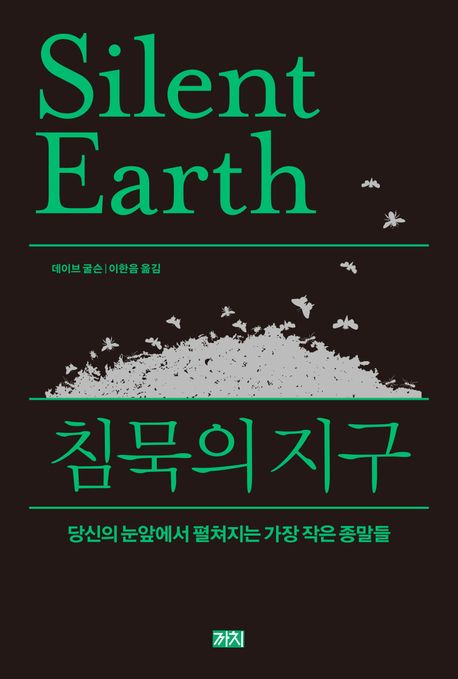 Silent
Earth
데이브 굴슨 | 이한음 옮김
침묵의 지구
당신의 눈앞에서 펼쳐지는 가장 작은 종말들
까치